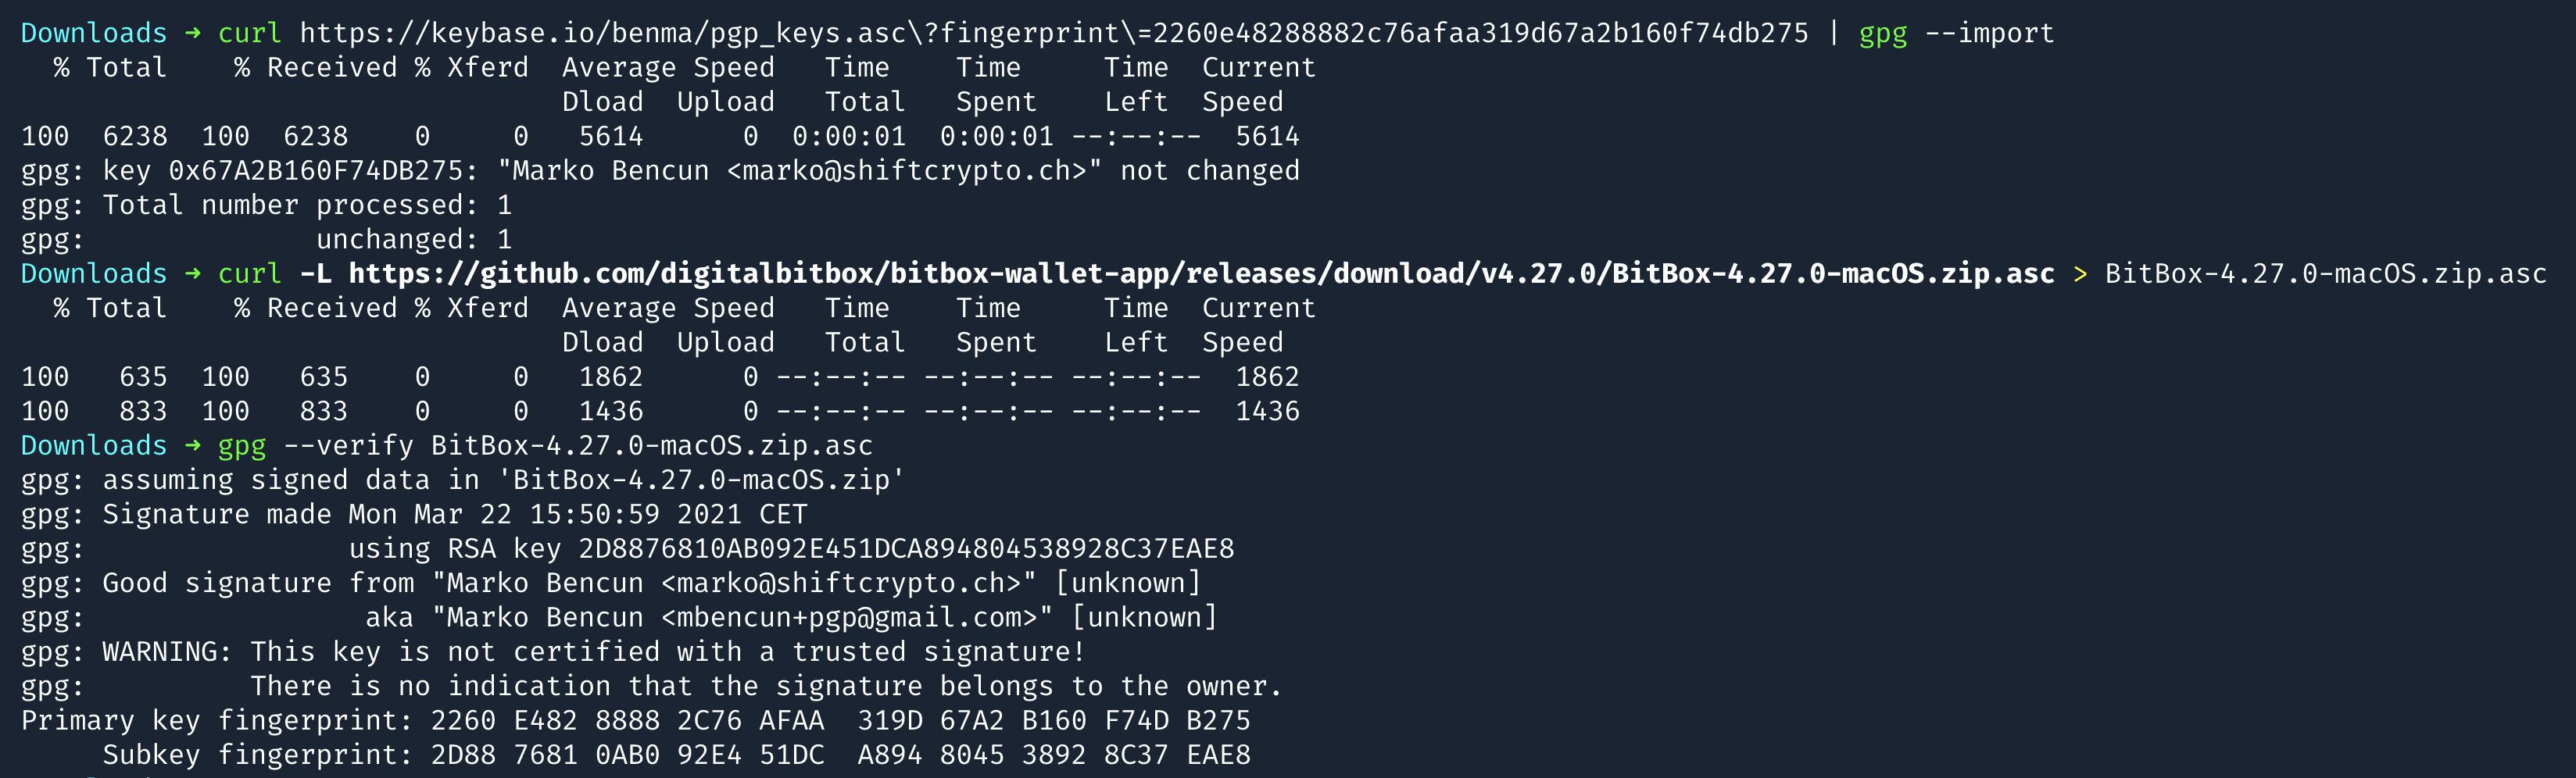 Downloads → curl https://keybase.io/benma/pgp_keys.asc\?fingerprint\=2260e48288882c76afaa319d67a2b160f74db275 | gpg --import
  % Total    % Received % Xferd  Average Speed   Time    Time     Time  Current
                                 Dload  Upload   Total   Spent    Left  Speed
100  6238  100  6238    0     0   5614      0  0:00:01  0:00:01 --:--:--  5614
gpg: key 0x67A2B160F74DB275: "Marko Bencun <marko@shiftcrypto.ch>" not changed
gpg: Total number processed: 1
gpg:              unchanged: 1
Downloads → curl -L https://github.com/digitalbitbox/bitbox-wallet-app/releases/download/v4.27.0/BitBox-4.27.0-macOS.zip.asc > BitBox-4.27.0-macOS.zip.asc
  % Total    % Received % Xferd  Average Speed   Time    Time     Time  Current
                                 Dload  Upload   Total   Spent    Left  Speed
100   635  100   635    0     0   1862      0 --:--:-- --:--:-- --:--:--  1862
100   833  100   833    0     0   1436      0 --:--:-- --:--:-- --:--:--  1436
Downloads → gpg --verify BitBox-4.27.0-macOS.zip.asc
gpg: assuming signed data in 'BitBox-4.27.0-macOS.zip'
gpg: Signature made Mon Mar 22 15:50:59 2021 CET
gpg:                using RSA key 2D8876810AB092E451DCA894804538928C37EAE8
gpg: Good signature from "Marko Bencun <marko@shiftcrypto.ch>" [unknown]
gpg:                 aka "Marko Bencun <mbencun+pgp@gmail.com>" [unknown]
gpg: WARNING: This key is not certified with a trusted signature!
gpg:          There is no indication that the signature belongs to the owner.
Primary key fingerprint: 2260 E482 8888 2C76 AFAA  319D 67A2 B160 F74D B275
     Subkey fingerprint: 2D88 7681 0AB0 92E4 51DC  A894 8045 3892 8C37 EAE8